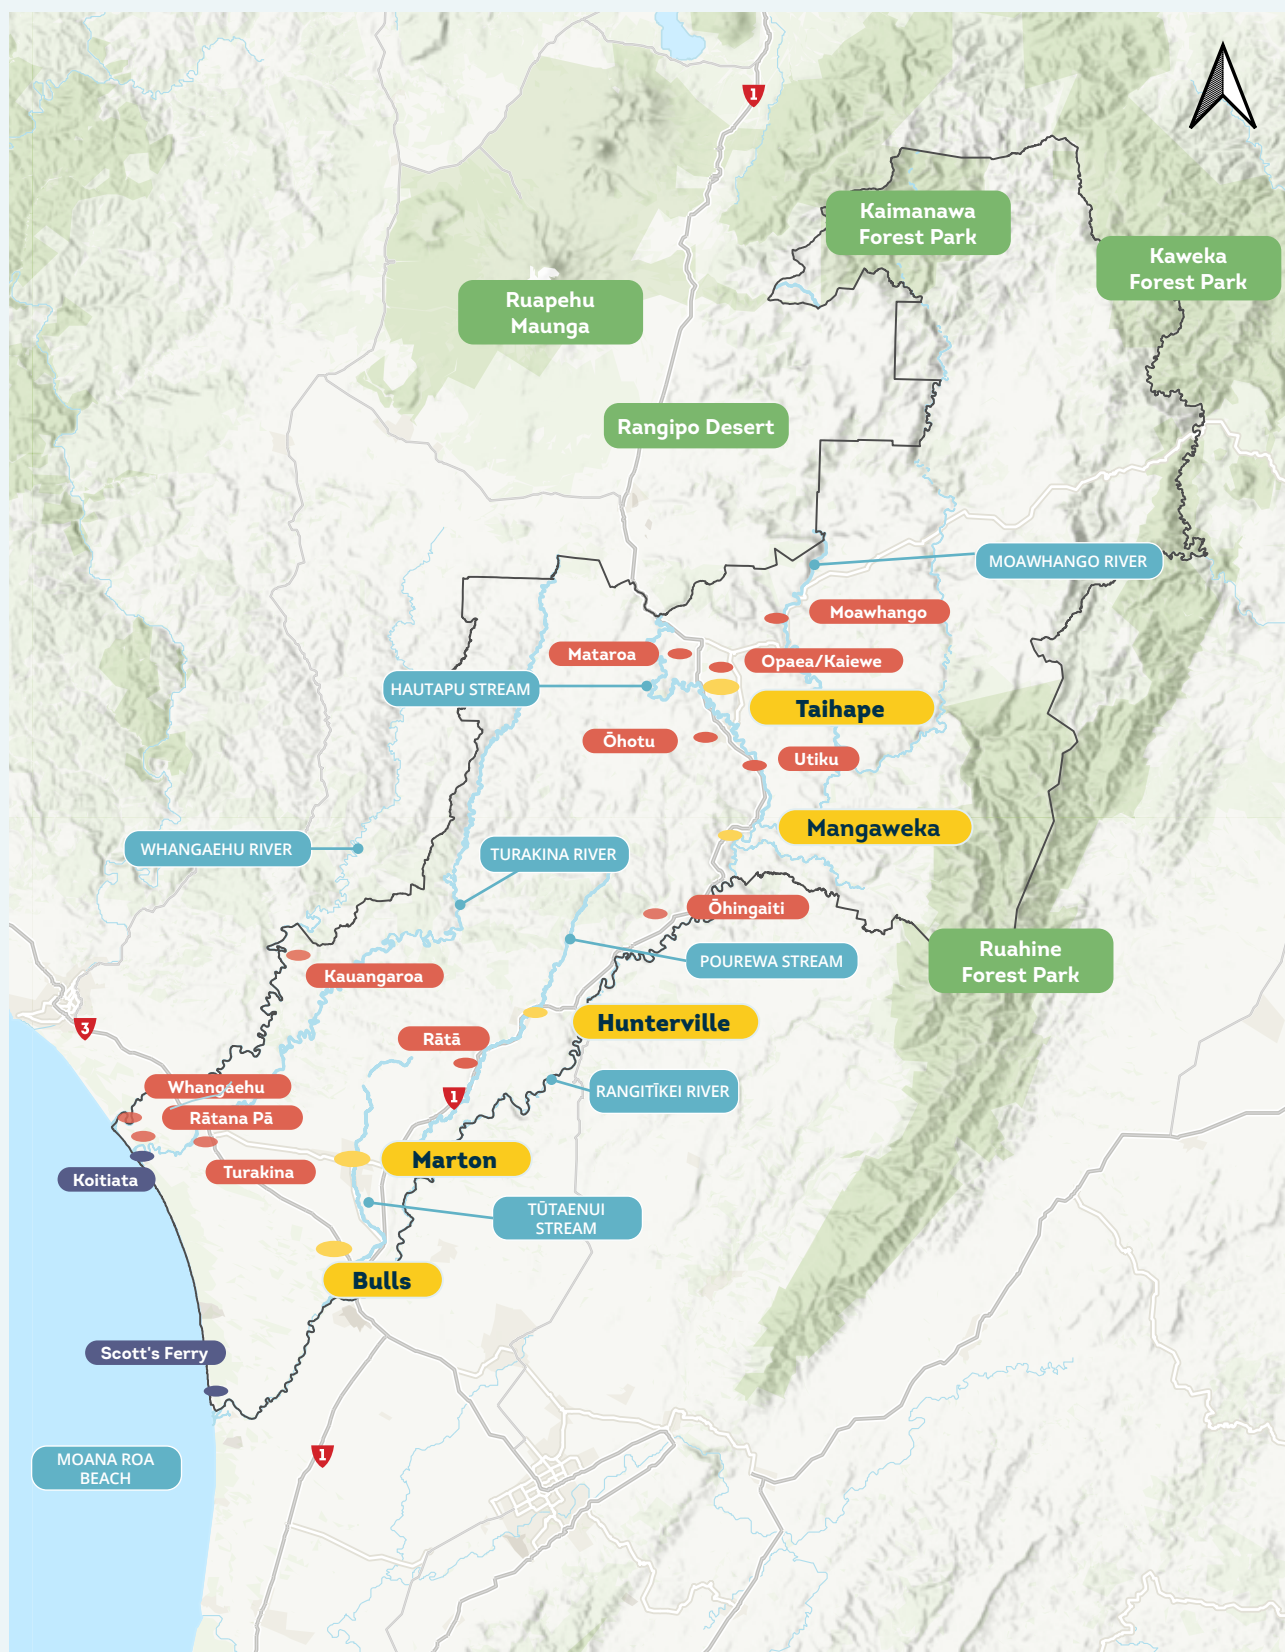 1
Kaimanawa
Forest Park
Kaweka
Forest Park
Ruapehu
Maunga
Rangipo Desert
MOAWHANGO RIVER
Moawhango
Mataroa
Opaea/Kaiewe
HAUTAPU STREAM
Taihape
Ōhotu
Utiku
Mangaweka
WHANGAEHU RIVER
TURAKINA RIVER
Ōhingaiti
Ruahine
Forest Park
POUREWA STREAM
Kauangaroa
Hunterville
3
Rātā
Whangaehu
RANGITĪKEI RIVER
1
Rātana Pā
Marton
Turakina
Koitiata
TŪTAENUI
STREAM
Bulls
Scott's Ferry
1
MOANA ROA
BEACH